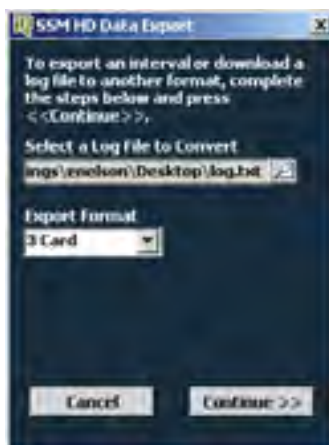 SSM HD Data Export
To export an interval or download a
log file to another format, complete
the steps below and press
<<Continue>>.
Select a Log File to Convert
ings\enelson\Desktop\log.txt
Export Format
3 Card
Cancel
Continue >>